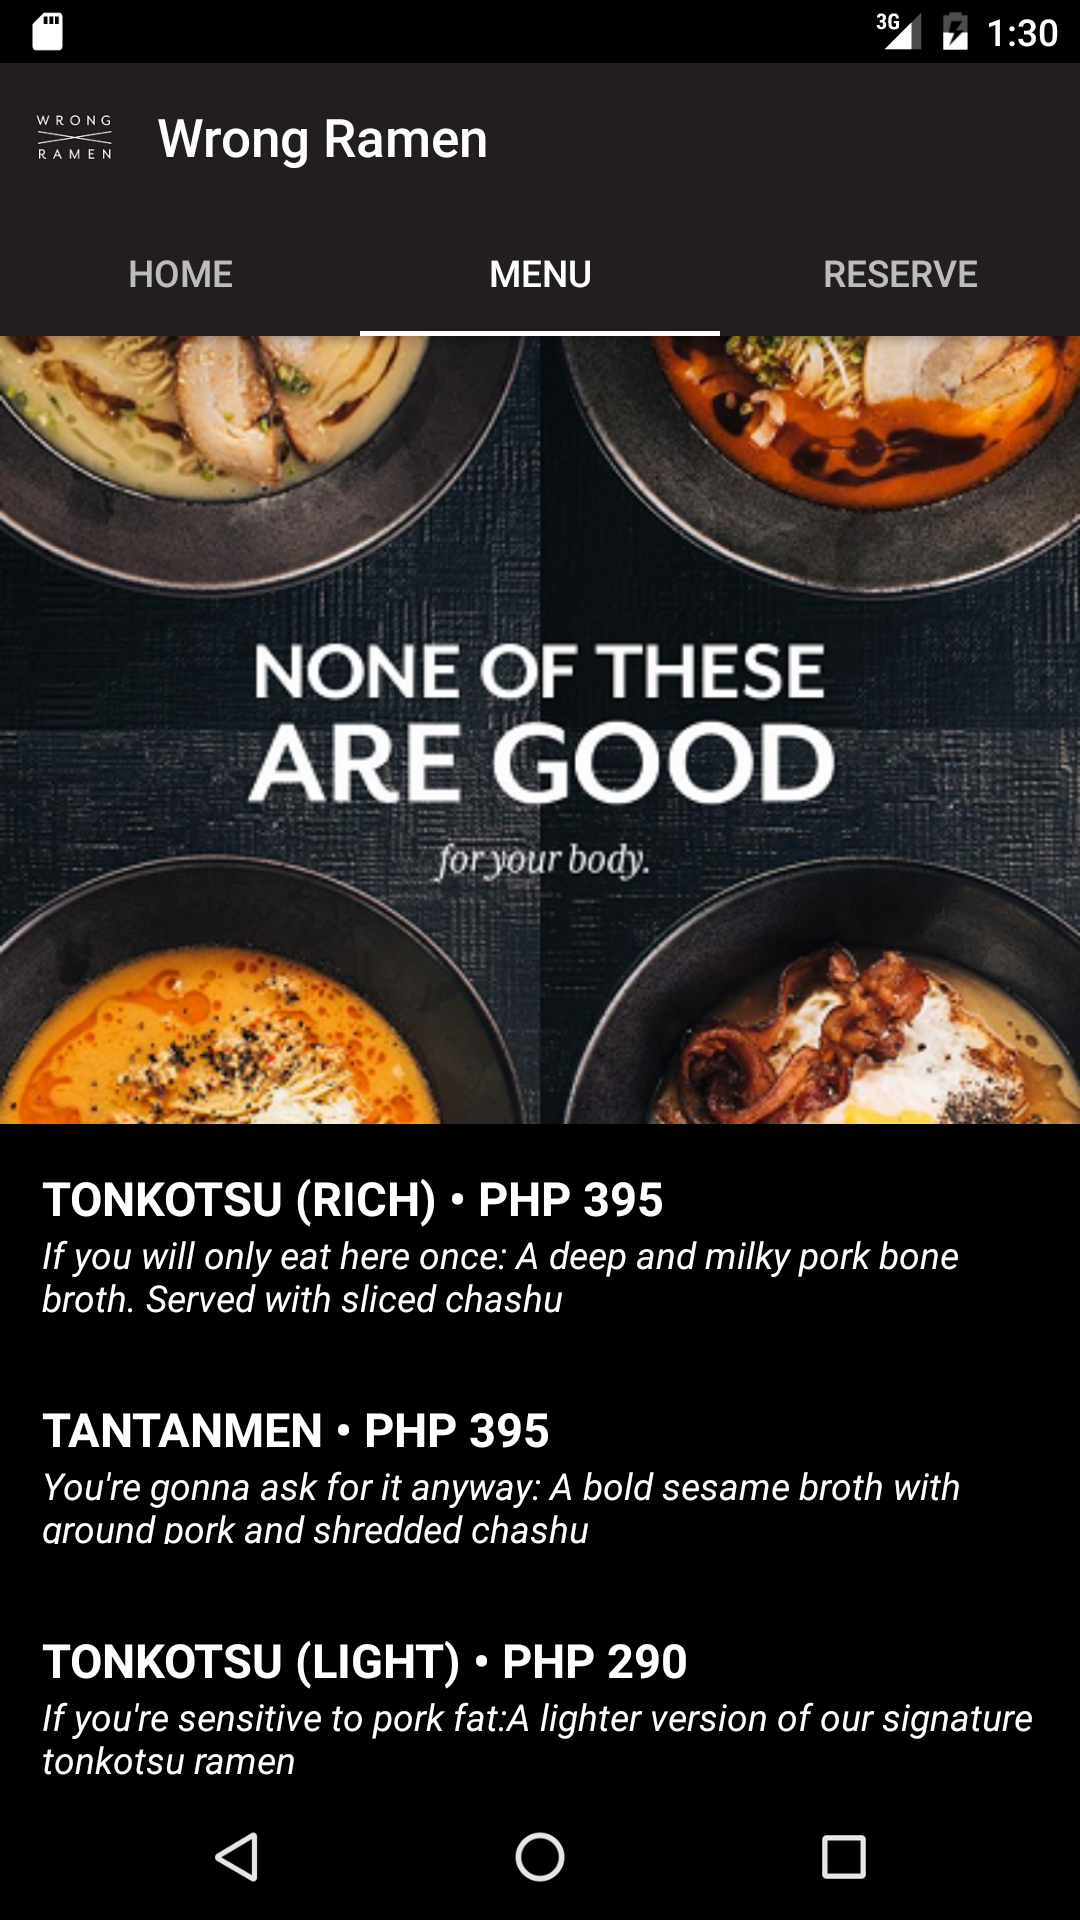 3G 1:30
WRONG
RAMEN
Wrong Ramen
HOME MENU RESERVE
NONE OF THESE
ARE GOOD
for your body.
TONKOTSU (RICH) • PHP 395
If you will only eat here once: A deep and milky pork bone
broth. Served with sliced chashu
TANTANMEN • PHP 395
You're gonna ask for it anyway: A bold sesame broth with
ground pork and shredded chashu
TONKOTSU (LIGHT) • PHP 290
If you're sensitive to pork fat:A lighter version of our signature
tonkotsu ramen